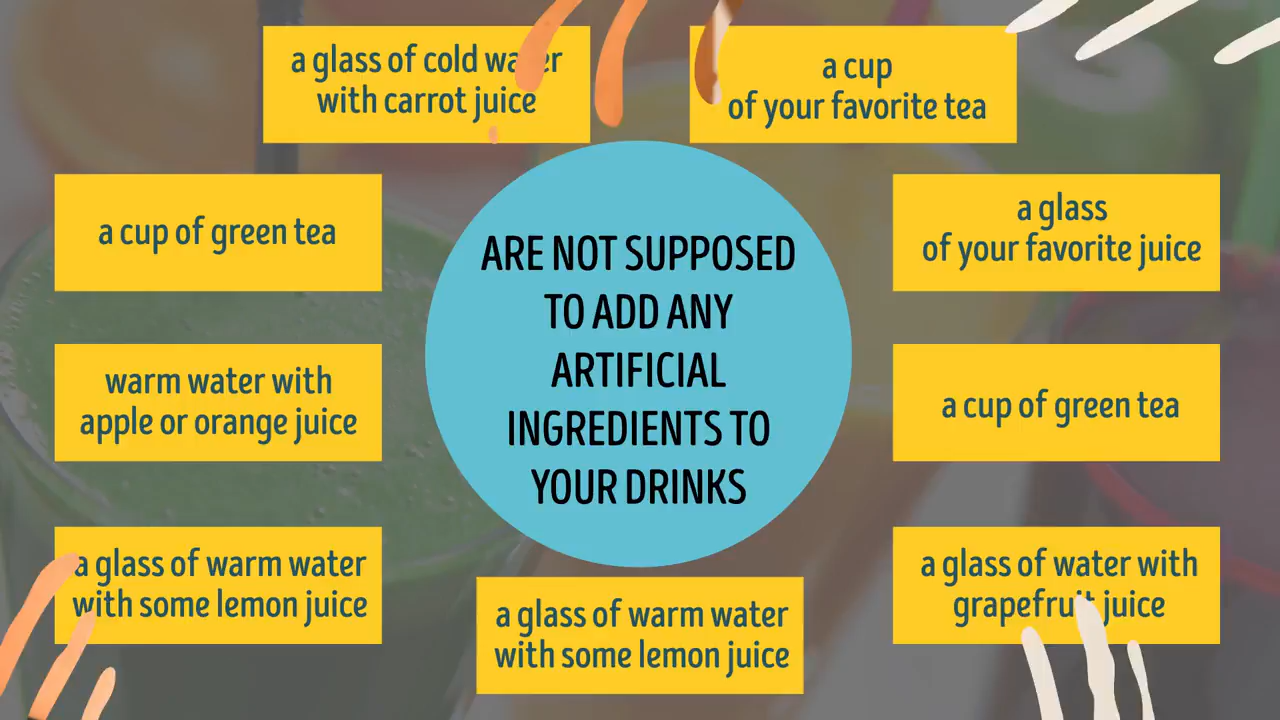 a glass of cold water
with carrot juice
a cup
of your favorite tea
a cup of green tea
a glass
of your favorite juice
ARE NOT SUPPOSED
TO ADD ANY
ARTIFICIAL
INGREDIENTS TO
YOUR DRINKS
warm water with
apple or orange juice
a cup of green tea
a glass of warm water
with some lemon juice
a glass of warm water
with some lemon juice
a glass of water with
grapefruit juice